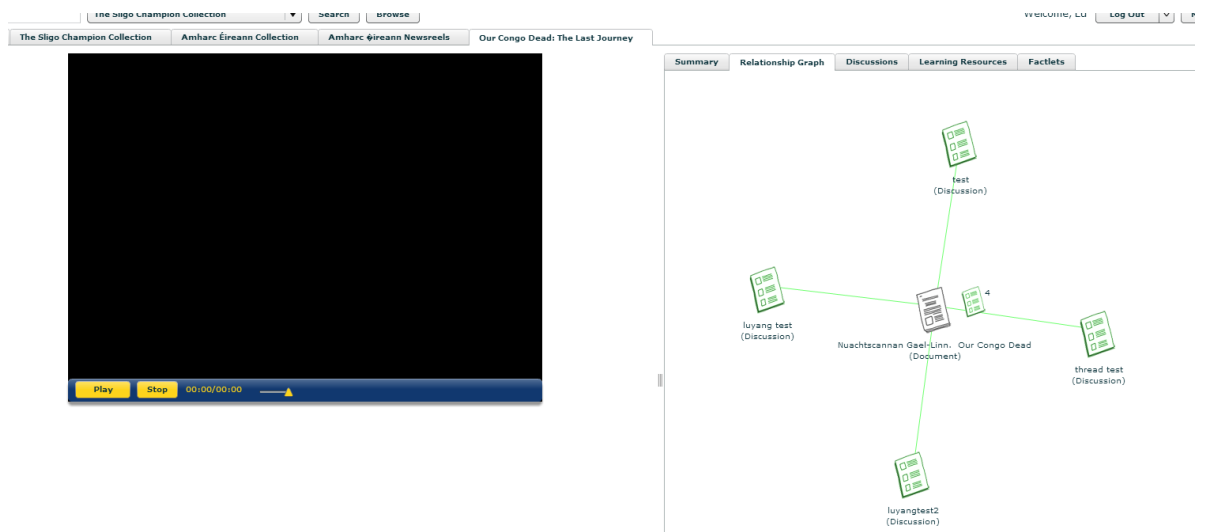 The Sligo Champion Collection
Search
Browse
Welcome, Lu
Log Out
The Sligo Champion Collection
Amharc Éireann Collection
Amharc �ireann Newsreels
Our Congo Dead: The Last Journey
Summary
Relationship Graph
Discussions
Learning Resources
Factlets
test
(Discussion)
4
luyang test
(Discussion)
Nuachtscannan Gael-Linn. Our Congo Dead
(Document)
thread test
(Discussion)
Play
Stop
00:00/00:00
luyangtest2
(Discussion)